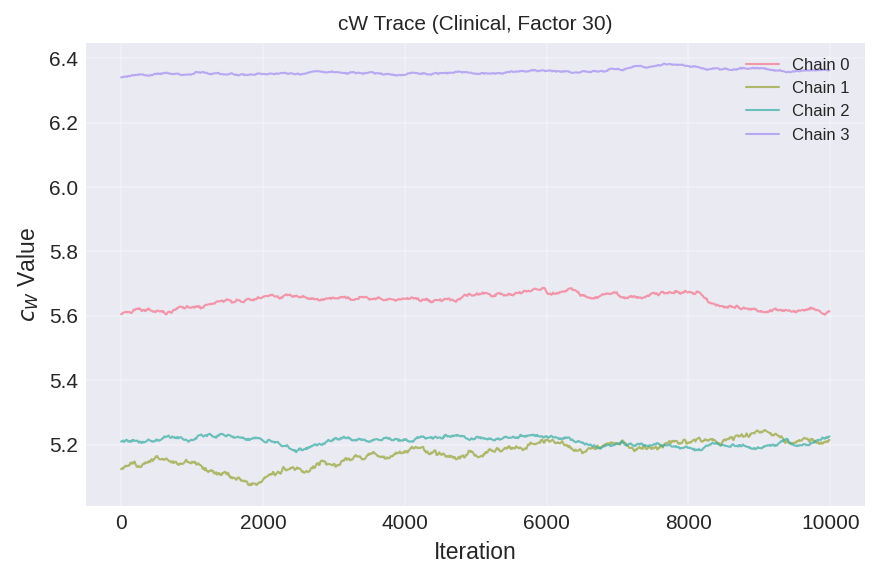 cW Trace (Clinical, Factor 30)
Chain 0
Chain 1
Chain 2
Chain 3
6.4
6.2
6.0
5.8
5.6
5.4
5.2
c_W Value
0 2000 4000 6000 8000 10000
Iteration